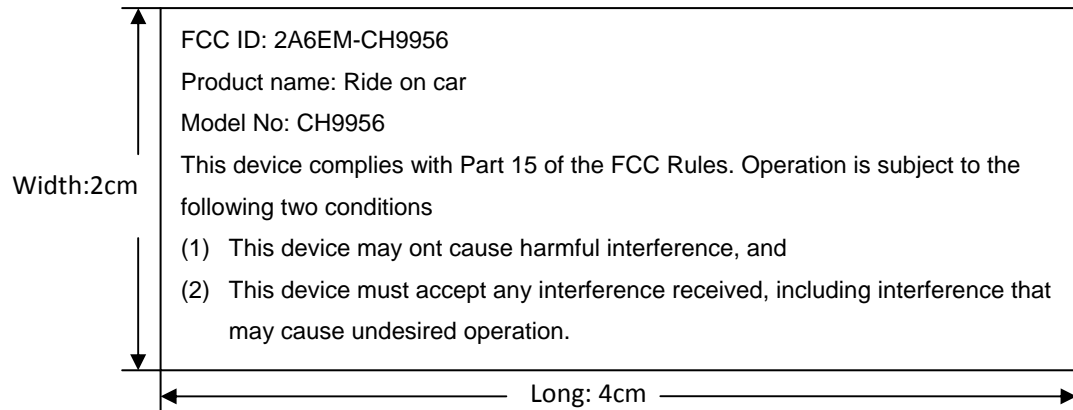 FCC ID: 2A6EM-CH9956
Product name: Ride on car
Model No: CH9956
This device complies with Part 15 of the FCC Rules. Operation is subject to the
following two conditions
(1) This device may ont cause harmful interference, and
(2) This device must accept any interference received, including interference that
may cause undesired operation.
Width:2cm
Long: 4cm